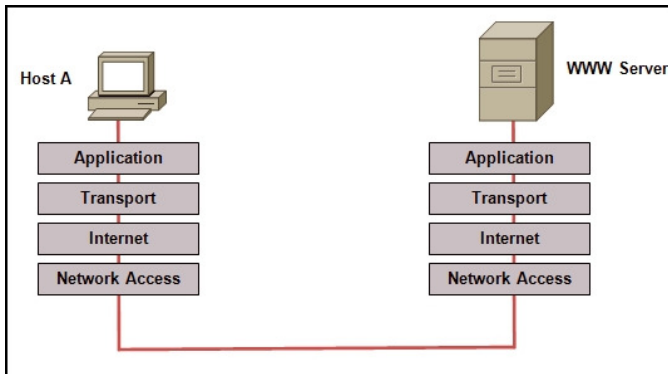 Host A
WWW Server
Application
Transport
Internet
Network Access
Application
Transport
Internet
Network Access